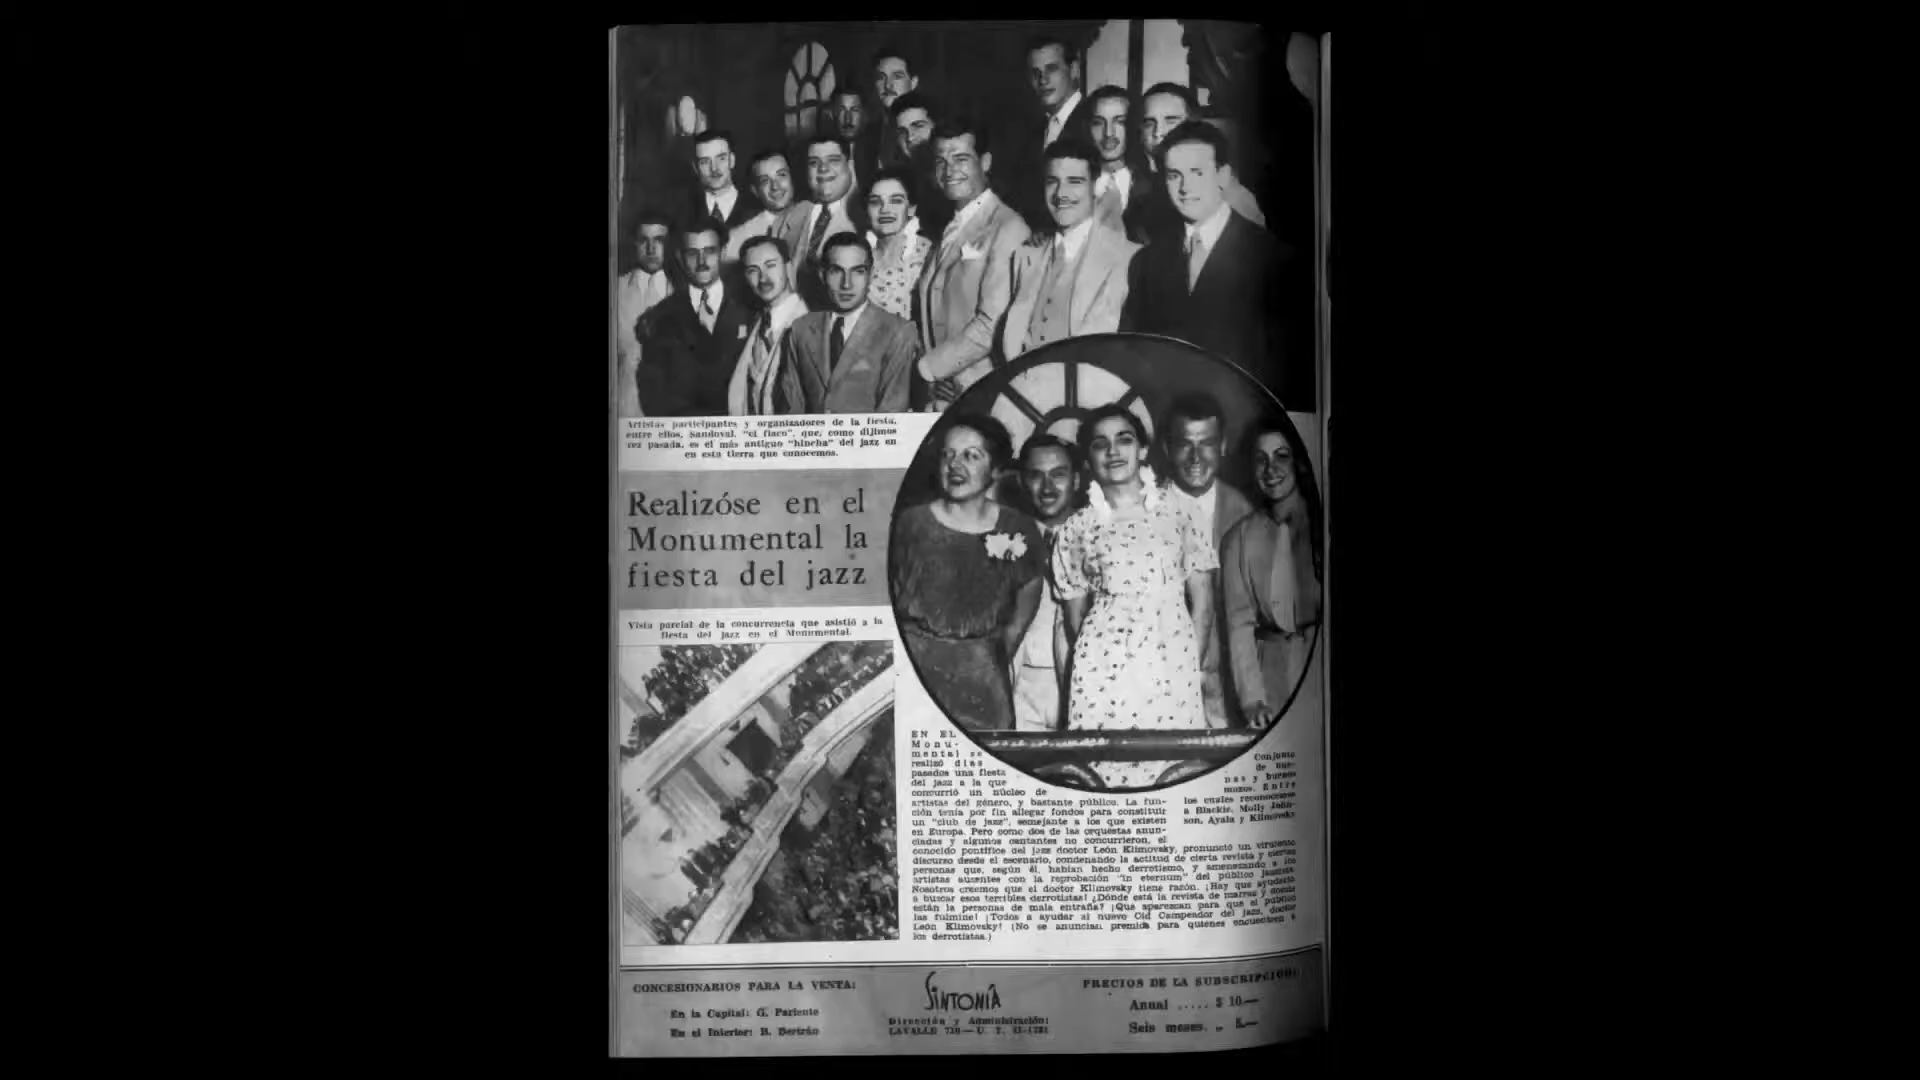 Artistas participantes y organizadores de la fiesta,
entre ellos, Sandoval, "el flaco", que, como dijimos
vez pasada, es el más antiguo "hincha" del jazz en
en esta tierra que conocemos.
Realizóse en el
Monumental la
fiesta del jazz
Vista parcial de la concurrencia que asistió a la
fiesta del jazz en el Monumental.
EN EL
Monu-
mental se
realizó días
pasados una fiesta
del jazz a la que
concurrió un núcleo de
artistas del género, y bastante público. La fun-
ción tenía por fin allegar fondos para constituir
un "club de jazz", semejante a los que existen
en Europa. Pero como dos de las orquestas anun-
ciadas y algunos cantantes no concurrieron, el
conocido pontífice del jazz doctor León Klimovsky, pronunció un virulento
discurso desde el escenario, condenando la actitud de cierta revista y ciertas
personas que, según él, habían hecho derrotismo, y amenazando a los
artistas ausentes con la reprobación "in eternum" del público jazzista.
Nosotros creemos que el doctor Klimovsky tiene razón. ¡Hay que ayudarle
a buscar esos terribles derrotistas! ¿Dónde está la revista de marras y dónde
están la personas de mala entraña? ¡Que aparezcan para que el público
las fulmine! ¡Todos a ayudar al nuevo Cid Campeador del jazz, doctor
León Klimovsky! (No se anuncian premios para quienes encuentren a
los derrotistas.)
Conjunto
de bue-
nas y buenos
mozos. Entre
los cuales reconocemos
a Blackie, Molly John-
son, Ayala y Klimovsky
CONCESIONARIOS PARA LA VENTA:
En la Capital: G. Pariente
En el Interior: B. Bertrán
SINTONÍA
Dirección y Administración:
LAVALLE 710 — U. T.
PRECIOS DE LA SUBSCRIPCION:
Anual ..... $ 10.—
Seis meses. „ 5.—